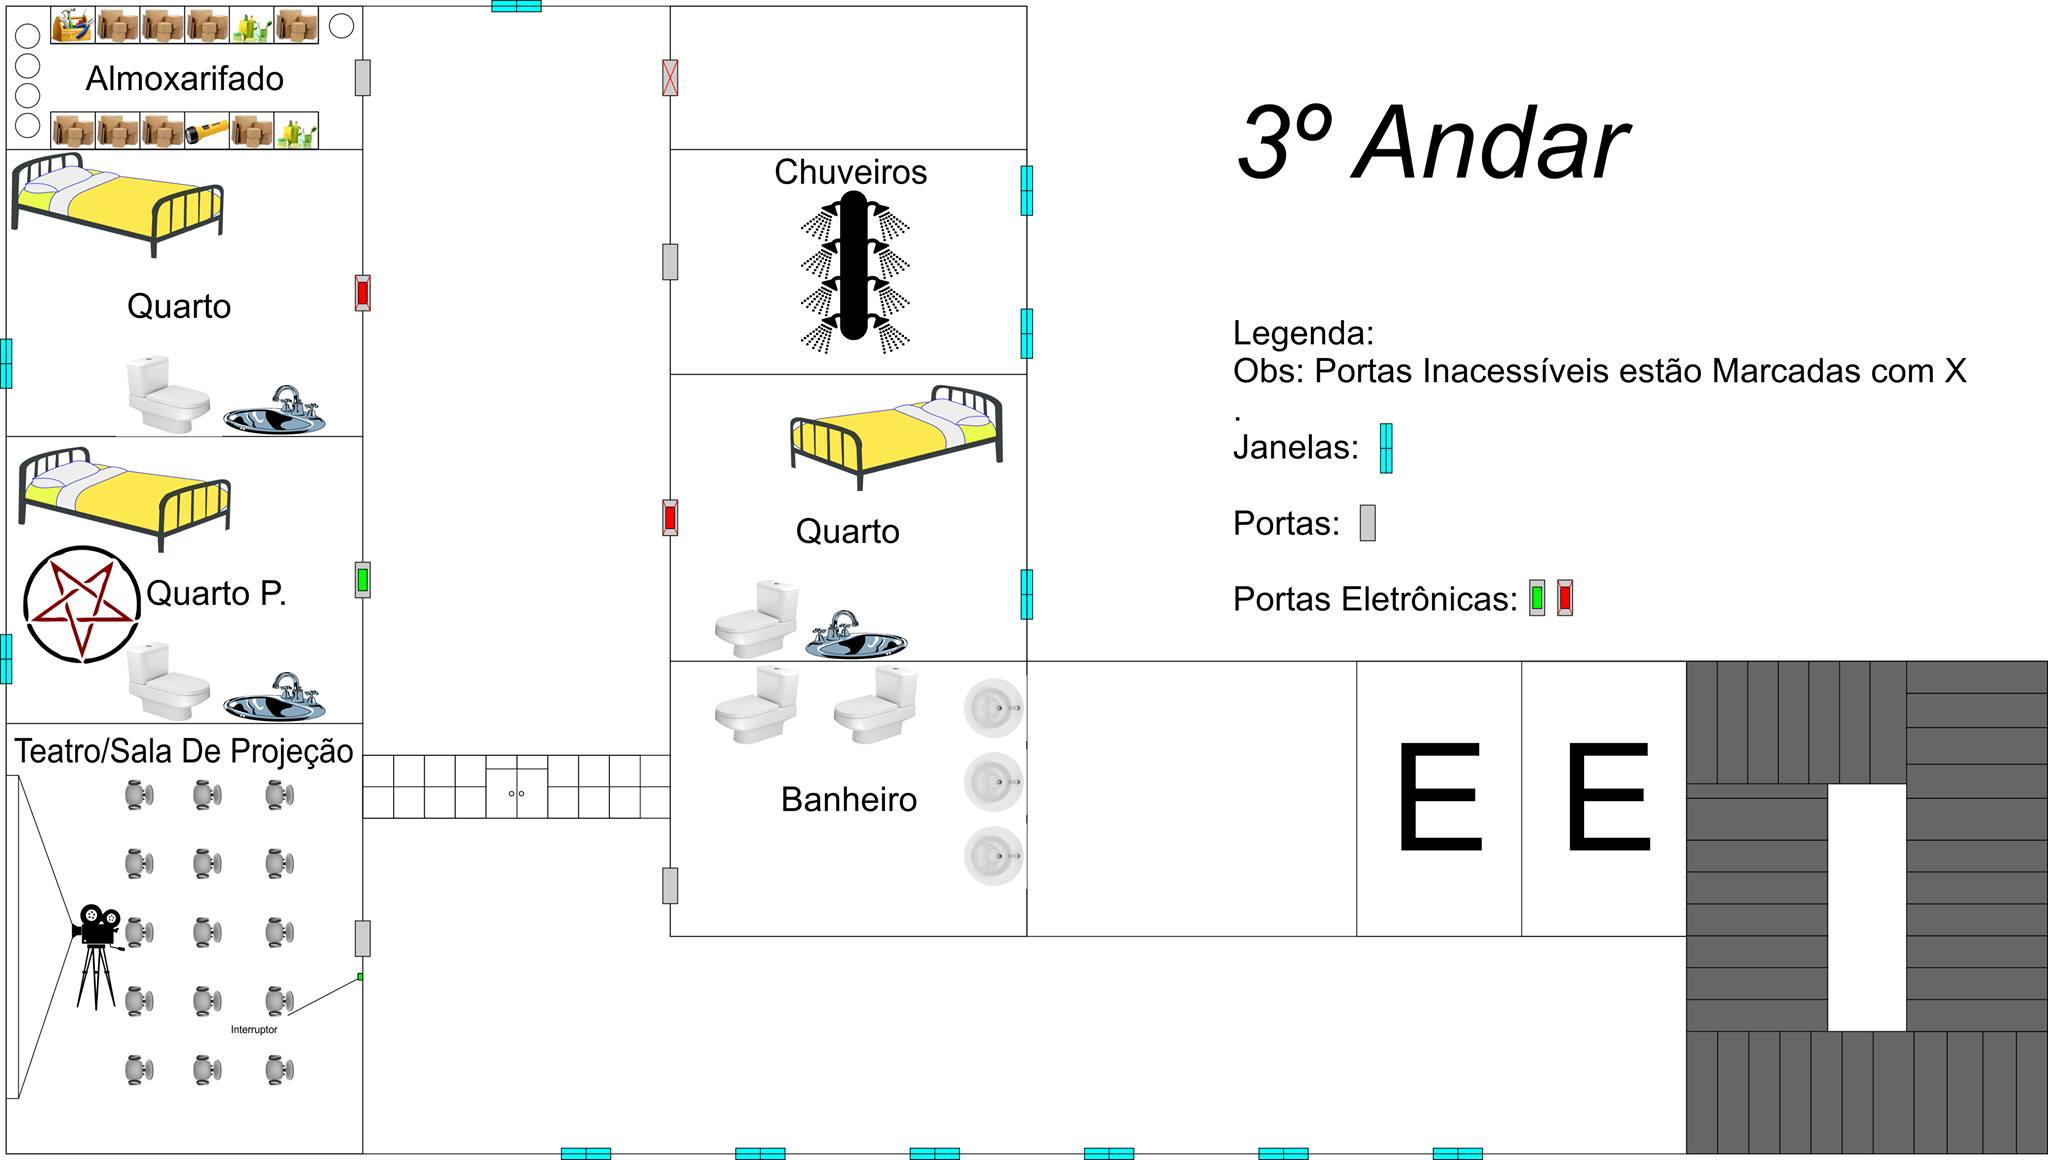 Almoxarifado
3º Andar
Chuveiros
Quarto
Legenda:
Obs: Portas Inacessíveis estão Marcadas com X
.
Janelas:
Portas:
Quarto
Quarto P.
Portas Eletrônicas:
Teatro/Sala De Projeção
Banheiro
E E
Interruptor